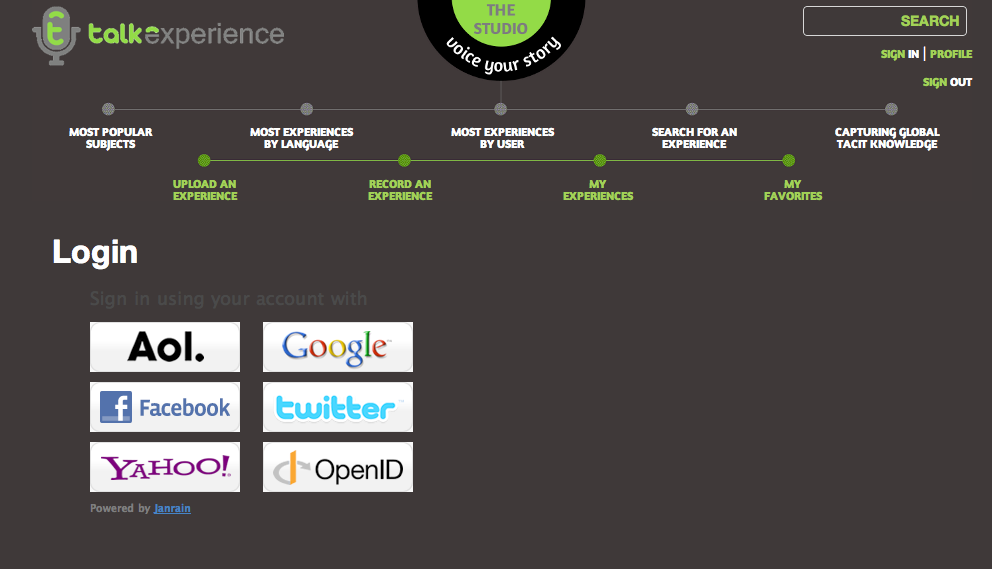 talkexperience
THE
STUDIO
voice your story
SEARCH
SIGN IN | PROFILE
SIGN OUT
MOST POPULAR
SUBJECTS
MOST EXPERIENCES
BY LANGUAGE
MOST EXPERIENCES
BY USER
SEARCH FOR AN
EXPERIENCE
CAPTURING GLOBAL
TACIT KNOWLEDGE
UPLOAD AN
EXPERIENCE
RECORD AN
EXPERIENCE
MY
EXPERIENCES
MY
FAVORITES
Login
Sign in using your account with
Aol.
Google™
Facebook
twitter™
YAHOO!
OpenID
Powered by Janrain